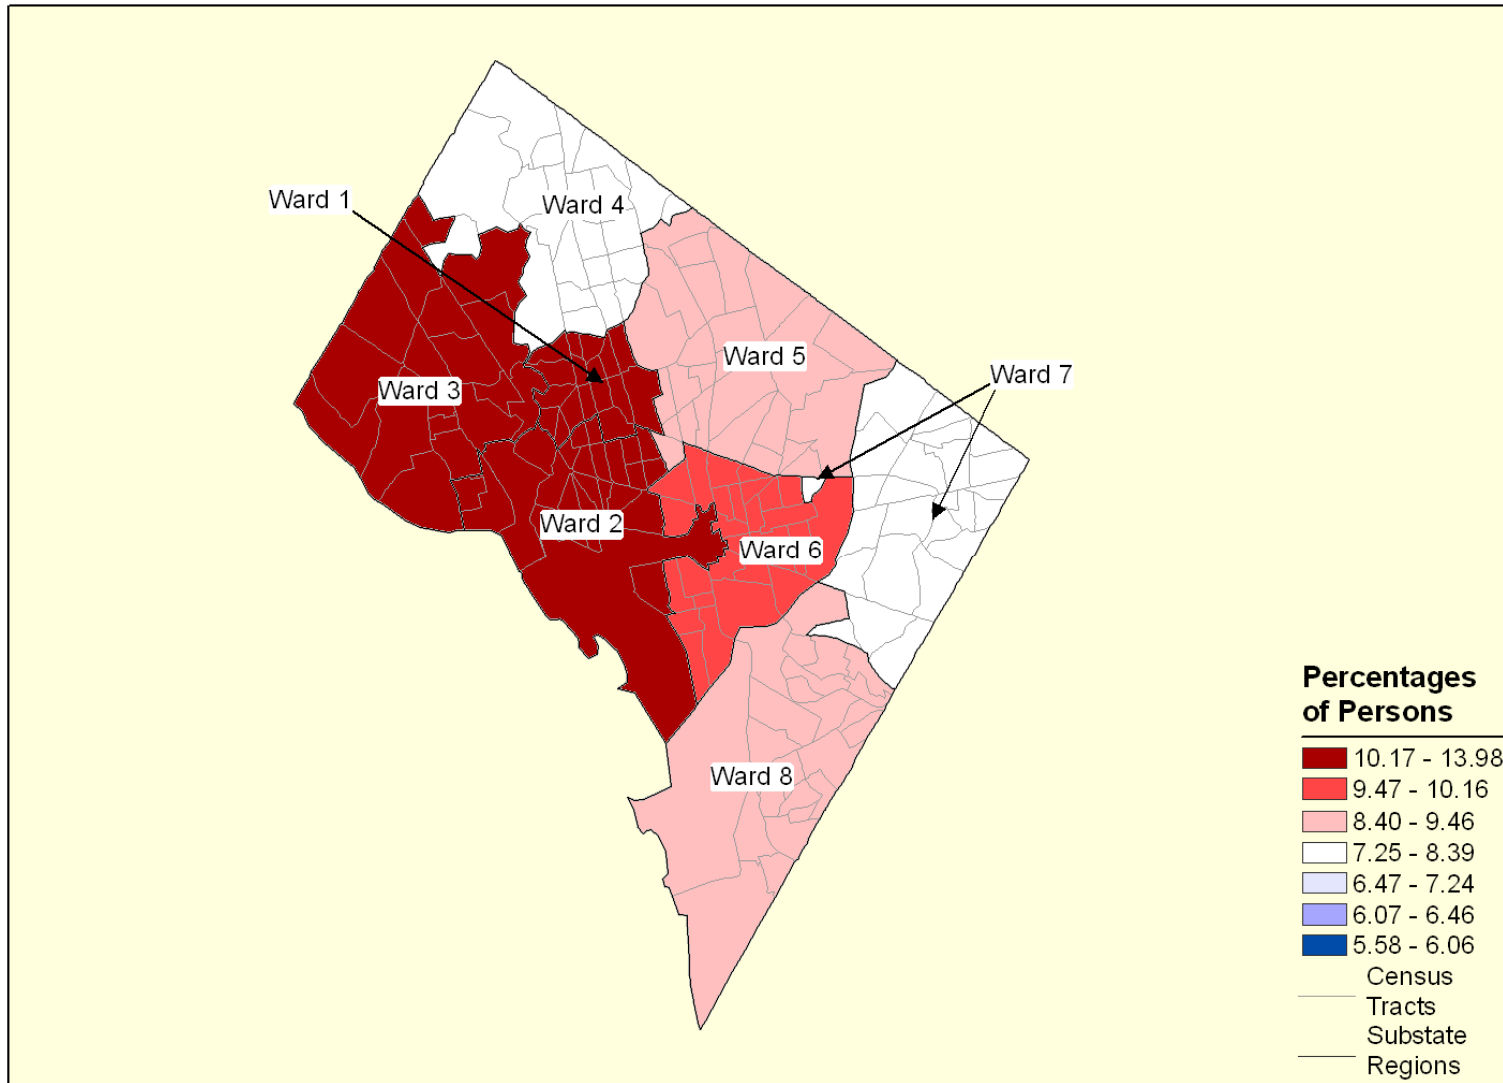 Ward 1
Ward 4
Ward 5
Ward 7
Ward 3
Ward 2
Ward 6
Ward 8
Percentages
of Persons
10.17 - 13.98
9.47 - 10.16
8.40 - 9.46
7.25 - 8.39
6.47 - 7.24
6.07 - 6.46
5.58 - 6.06
Census
Tracts
Substate
Regions